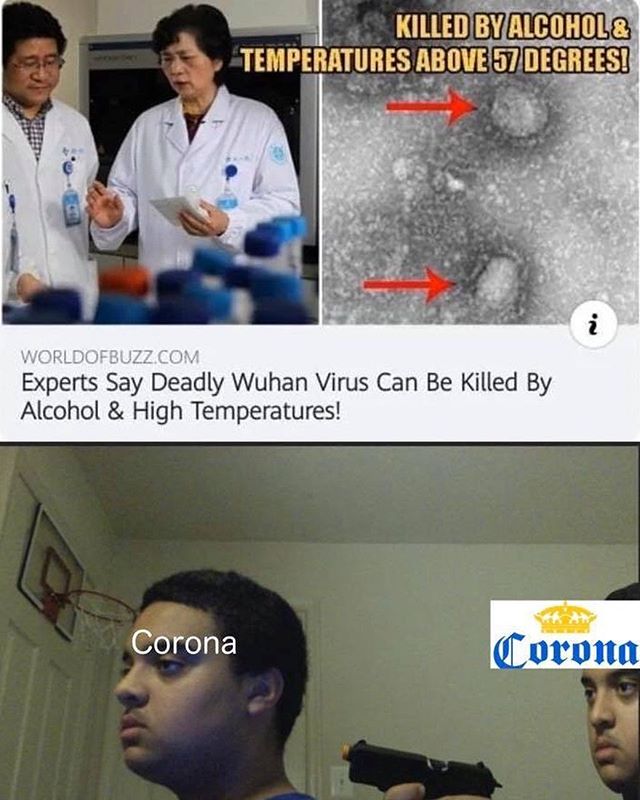 KILLED BY ALCOHOL &
TEMPERATURES ABOVE 57 DEGREES!
i
WORLDOFBUZZ.COM
Experts Say Deadly Wuhan Virus Can Be Killed By
Alcohol & High Temperatures!
Corona
Corona